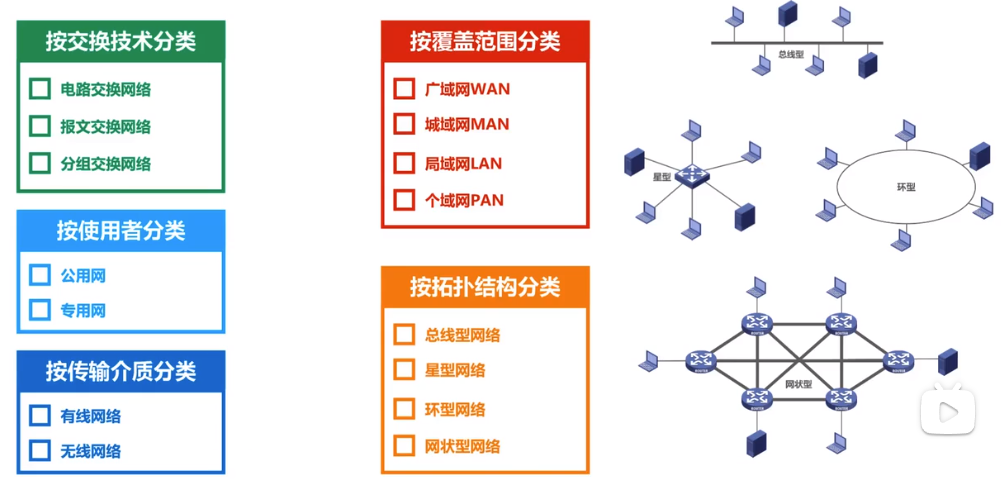 按交换技术分类
电路交换网络
报文交换网络
分组交换网络
按使用者分类
公用网
专用网
按传输介质分类
有线网络
无线网络
按覆盖范围分类
广域网WAN
城域网MAN
局域网LAN
个域网PAN
按拓扑结构分类
总线型网络
星型网络
环型网络
网状型网络
总线型
星型
环型
网状型